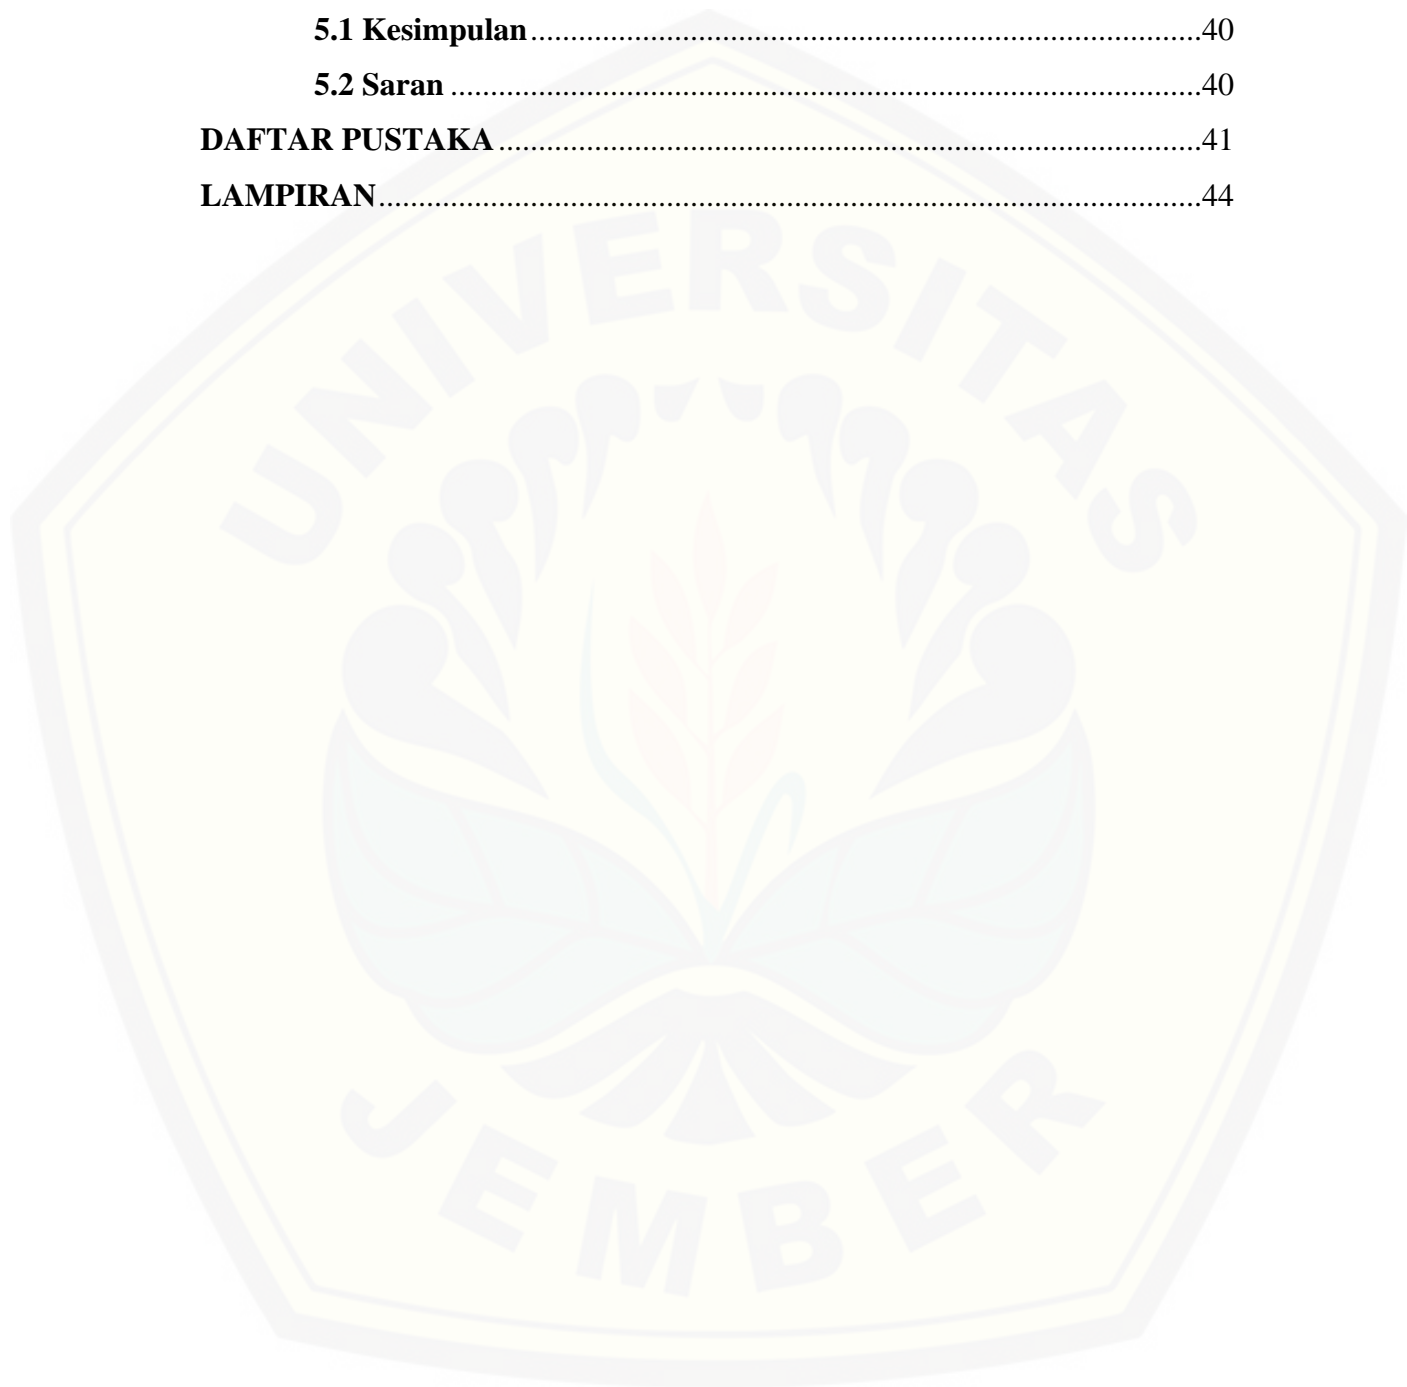 5.1 Kesimpulan....................................................................................40
5.2 Saran ..............................................................................................40
DAFTAR PUSTAKA........................................................................................41
LAMPIRAN.......................................................................................................44
UNIVERSITAS
JEMBER